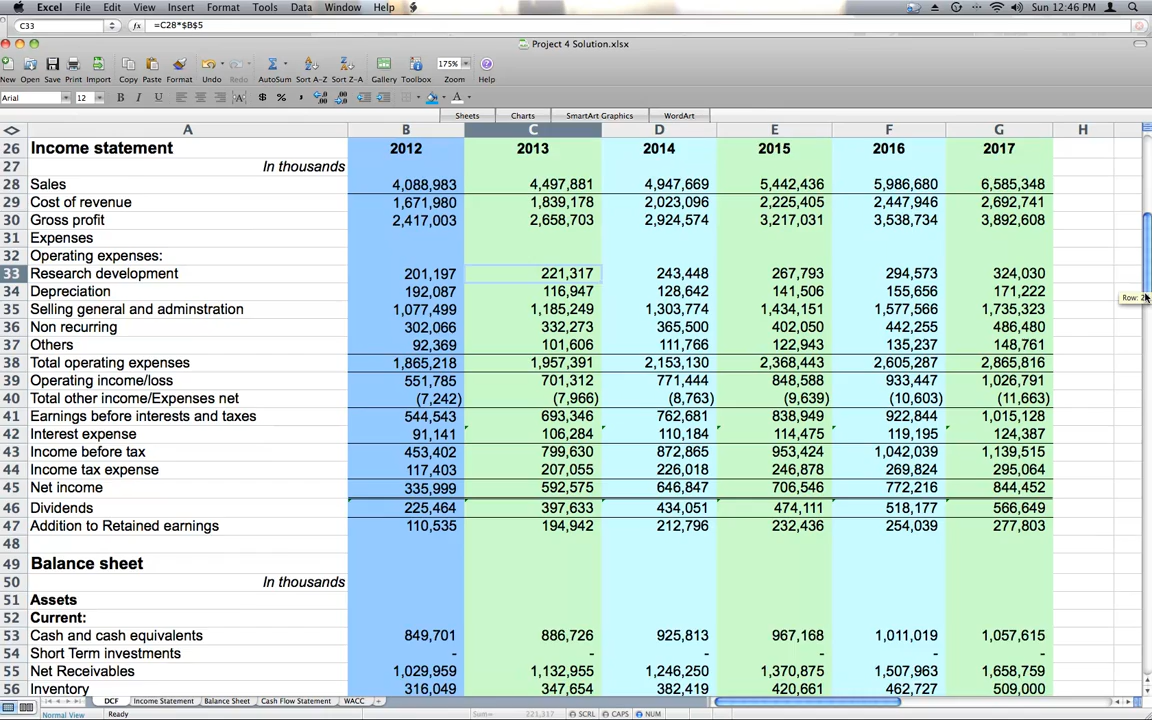 Excel File Edit View Insert Format Tools Data Window Help Sun 12:46 PM
C33 fx =C28*$B$5
Project 4 Solution.xlsx
175%
New Open Save Print Import Copy Paste Format Undo Redo AutoSum Sort A-Z Sort Z-A Gallery Toolbox Zoom Help
Arial 12 B I U
Sheets Charts SmartArt Graphics WordArt
A B C D E F G H
26 Income statement 2012 2013 2014 2015 2016 2017
27 In thousands
28 Sales 4,088,983 4,497,881 4,947,669 5,442,436 5,986,680 6,585,348
29 Cost of revenue 1,671,980 1,839,178 2,023,096 2,225,405 2,447,946 2,692,741
30 Gross profit 2,417,003 2,658,703 2,924,574 3,217,031 3,538,734 3,892,608
31 Expenses
32 Operating expenses:
33 Research development 201,197 221,317 243,448 267,793 294,573 324,030
34 Depreciation 192,087 116,947 128,642 141,506 155,656 171,222
35 Selling general and adminstration 1,077,499 1,185,249 1,303,774 1,434,151 1,577,566 1,735,323
36 Non recurring 302,066 332,273 365,500 402,050 442,255 486,480
37 Others 92,369 101,606 111,766 122,943 135,237 148,761
38 Total operating expenses 1,865,218 1,957,391 2,153,130 2,368,443 2,605,287 2,865,816
39 Operating income/loss 551,785 701,312 771,444 848,588 933,447 1,026,791
40 Total other income/Expenses net (7,242) (7,966) (8,763) (9,639) (10,603) (11,663)
41 Earnings before interests and taxes 544,543 693,346 762,681 838,949 922,844 1,015,128
42 Interest expense 91,141 106,284 110,184 114,475 119,195 124,387
43 Income before tax 453,402 799,630 872,865 953,424 1,042,039 1,139,515
44 Income tax expense 117,403 207,055 226,018 246,878 269,824 295,064
45 Net income 335,999 592,575 646,847 706,546 772,216 844,452
46 Dividends 225,464 397,633 434,051 474,111 518,177 566,649
47 Addition to Retained earnings 110,535 194,942 212,796 232,436 254,039 277,803
48
49 Balance sheet
50 In thousands
51 Assets
52 Current:
53 Cash and cash equivalents 849,701 886,726 925,813 967,168 1,011,019 1,057,615
54 Short Term investments - - - - - -
55 Net Receivables 1,029,959 1,132,955 1,246,250 1,370,875 1,507,963 1,658,759
56 Inventory 316,049 347,654 382,419 420,661 462,727 509,000
DCF Income Statement Balance Sheet Cash Flow Statement WACC
Normal View Ready Sum= 221,317 SCRL CAPS NUM